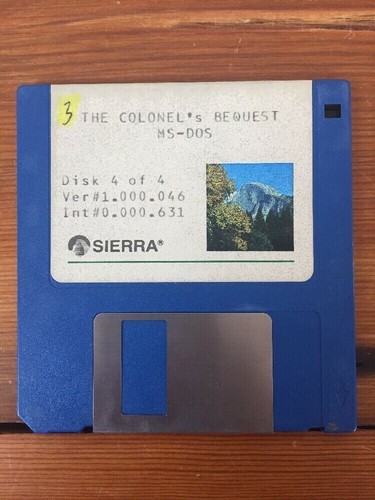 3 THE COLONEL's BEQUEST
MS-DOS
Disk 4 of 4
Ver#1.000.046
Int#0.000.631
SIERRA®